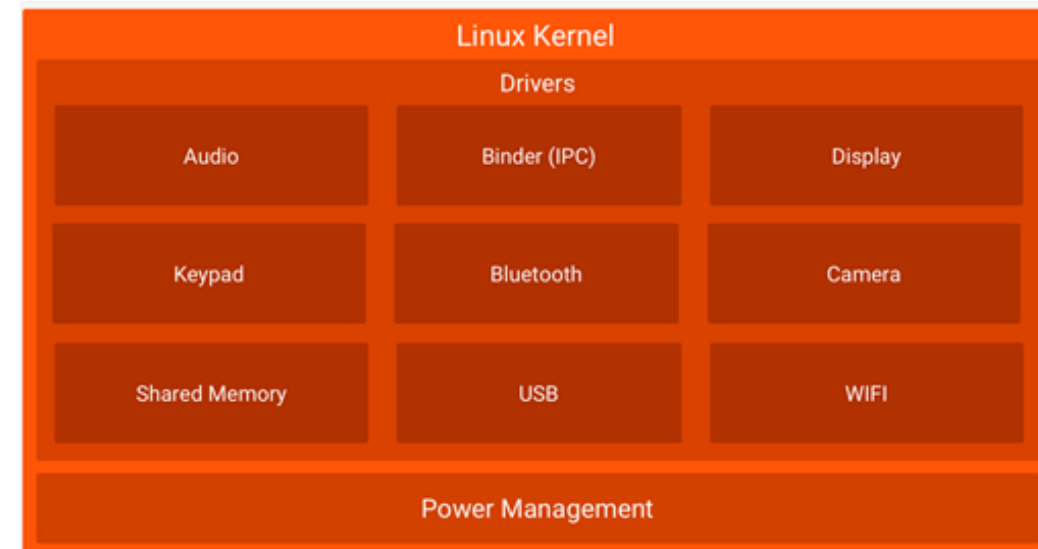 Linux Kernel
Drivers
Audio
Binder (IPC)
Display
Keypad
Bluetooth
Camera
Shared Memory
USB
WIFI
Power Management